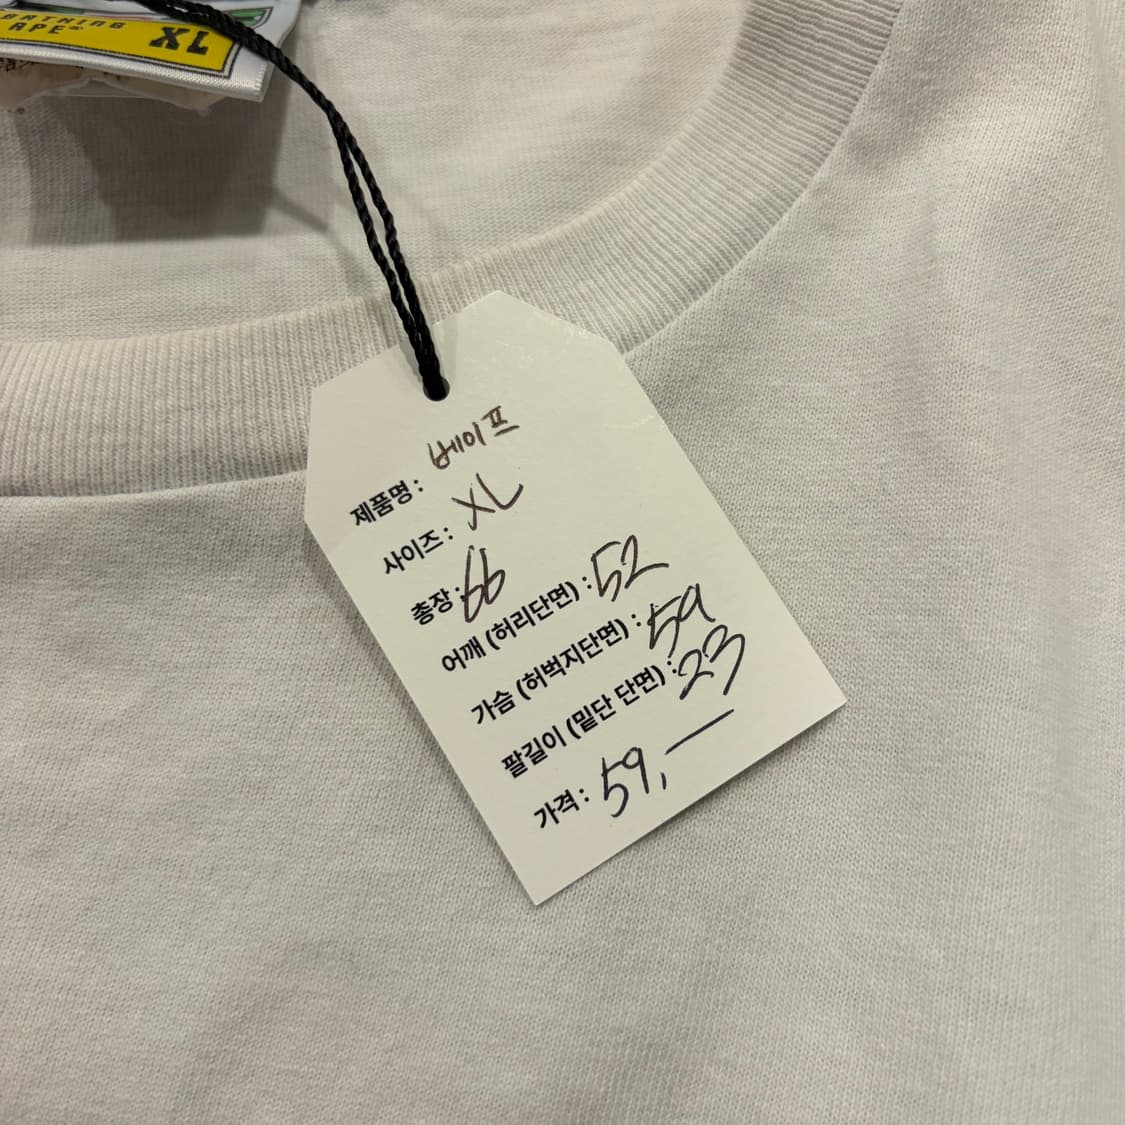 BATHING
APE® XL
제품명 : 베이프
사이즈 : XL
총장 : 66
어깨 (허리단면) : 52
가슴 (허벅지단면) : 59
팔길이 (밑단 단면) : 23
가격 : 59,—